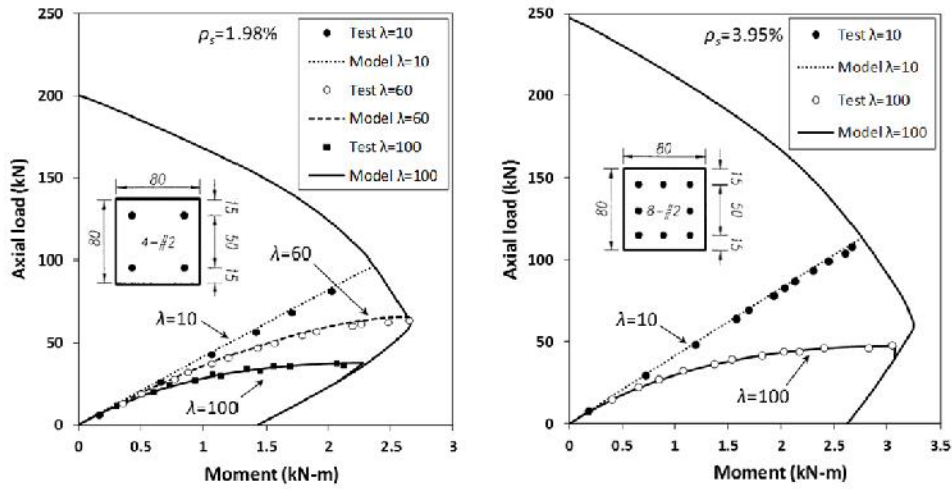 250
200
150
100
50
0
Axial load (kN)
0
0.5
1
1.5
2
2.5
3
Moment (kN-m)
ρs=1.98%
Test λ=10
Model λ=10
Test λ=60
Model λ=60
Test λ=100
Model λ=100
80
80
15
50
15
4-#2
λ=60
λ=10
λ=100
250
200
150
100
50
0
Axial load (kN)
0
0.5
1
1.5
2
2.5
3
3.5
Moment (kN-m)
ρs=3.95%
Test λ=10
Model λ=10
Test λ=100
Model λ=100
80
80
15
50
15
8-#2
λ=10
λ=100